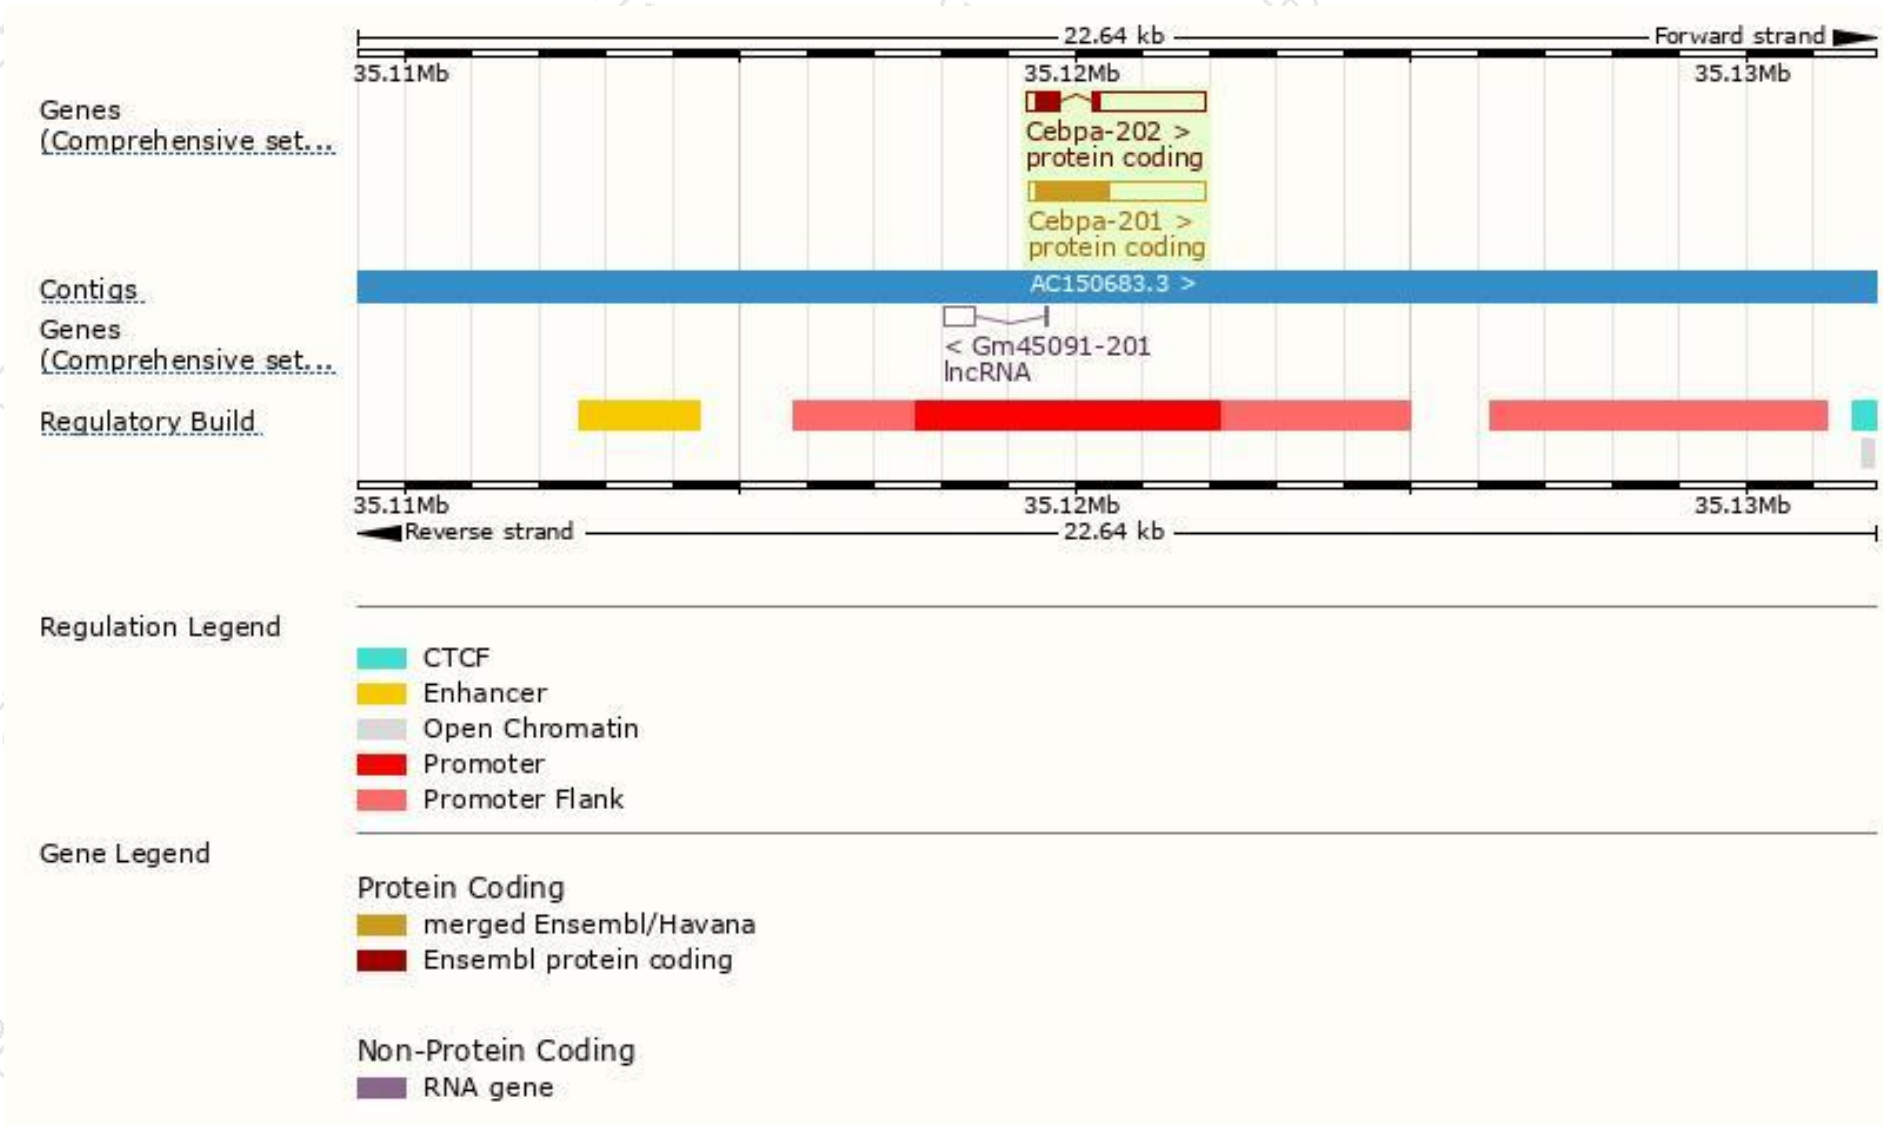 22.64 kb
Forward strand
35.11Mb 35.12Mb 35.13Mb
Genes
(Comprehensive set...
Cebpa-202 >
protein coding
Cebpa-201 >
protein coding
Contigs
AC150683.3 >
Genes
(Comprehensive set...
< Gm45091-201
lncRNA
Regulatory Build
35.11Mb 35.12Mb 35.13Mb
Reverse strand
22.64 kb
Regulation Legend
CTCF
Enhancer
Open Chromatin
Promoter
Promoter Flank
Gene Legend
Protein Coding
merged Ensembl/Havana
Ensembl protein coding
Non-Protein Coding
RNA gene